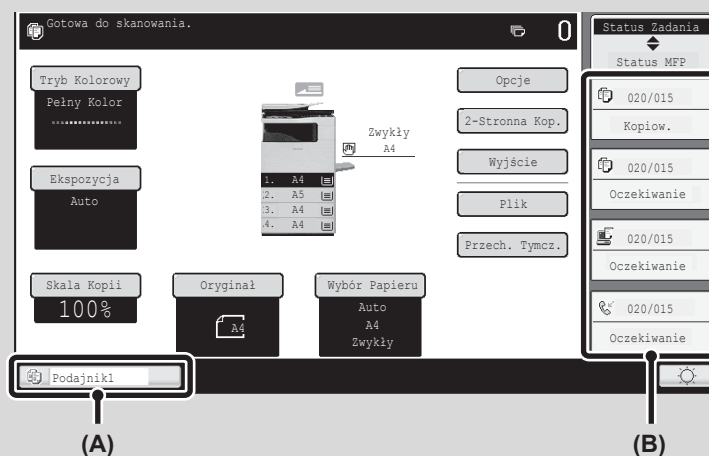 Gotowa do skanowania.
0
Tryb Kolorowy
Pełny Kolor
Ekspozycja
Auto
Skala Kopii
100%
Zwykły
A4
1. A4
2. A5
3. A4
4. A4
Oryginał
A4
Wybór Papieru
Auto
A4
Zwykły
Opcje
2-Stronna Kop.
Wyjście
Plik
Przech. Tymcz.
Status Zadania
Status MFP
020/015
Kopiow.
020/015
Oczekiwanie
020/015
Oczekiwanie
020/015
Oczekiwanie
Podajnik1
(A)
(B)